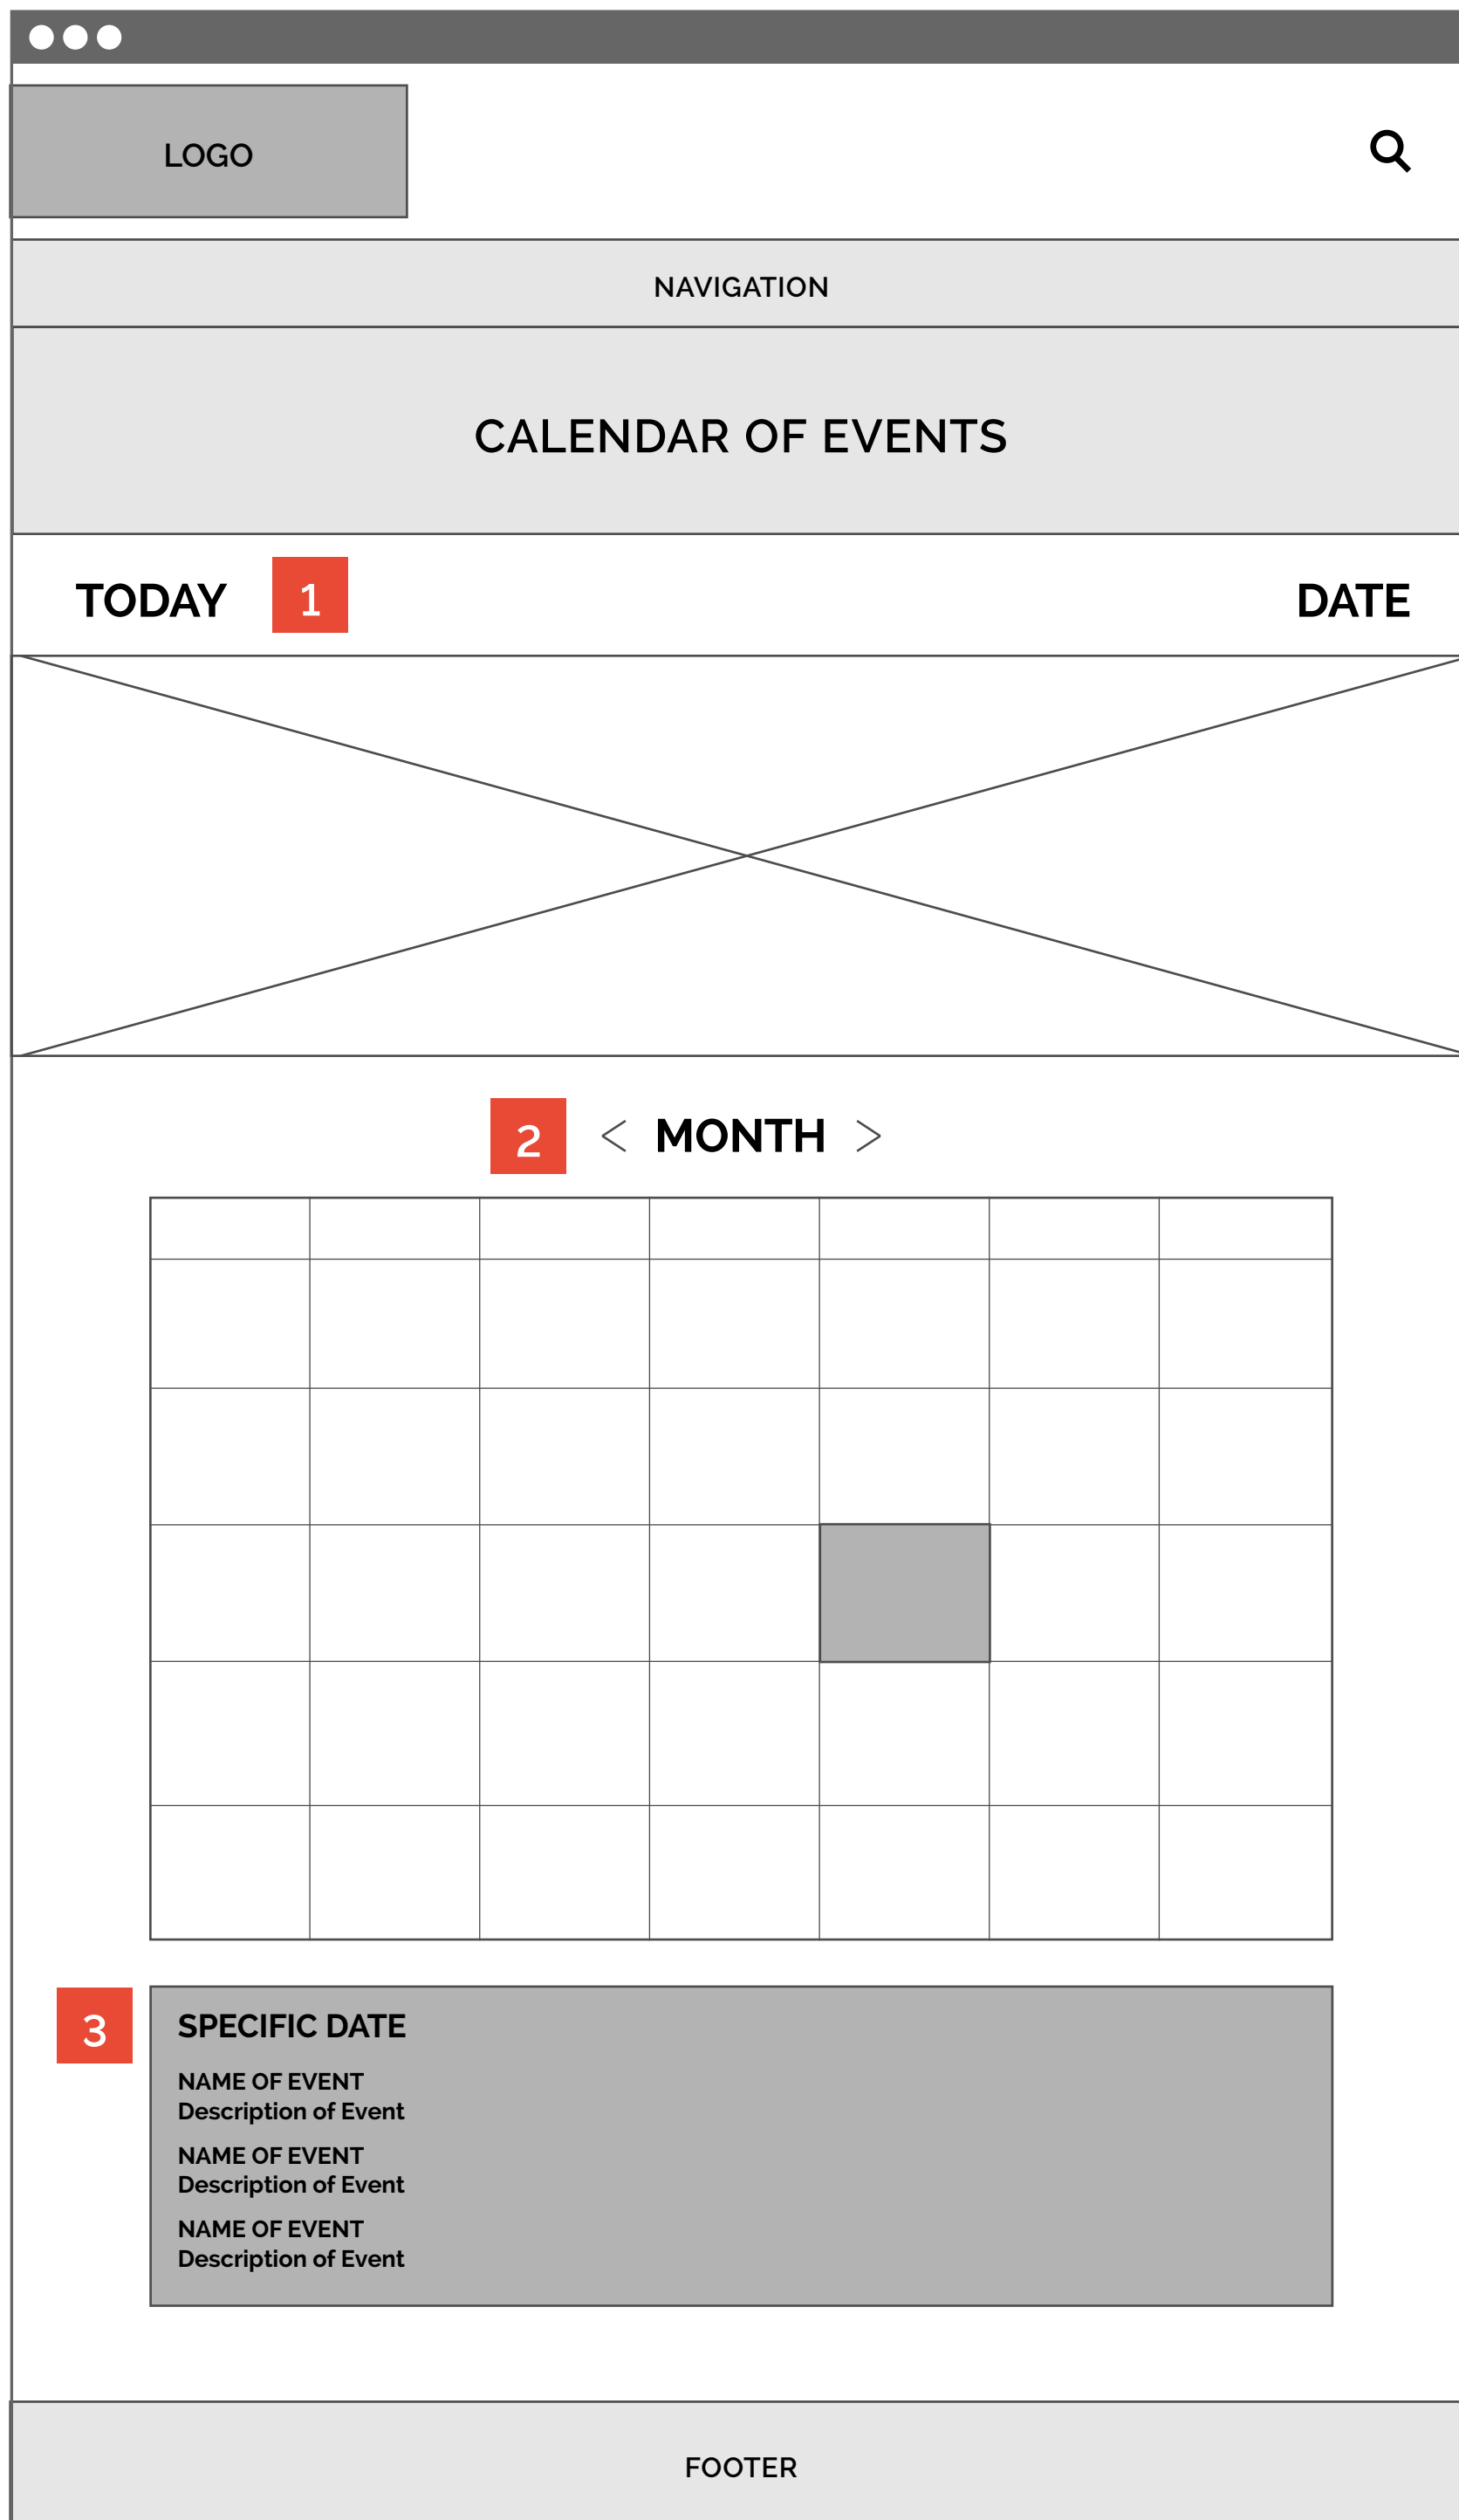 LOGO
NAVIGATION
CALENDAR OF EVENTS
TODAY 1 DATE
2 < MONTH >
3 SPECIFIC DATE
NAME OF EVENT
Description of Event
NAME OF EVENT
Description of Event
NAME OF EVENT
Description of Event
FOOTER